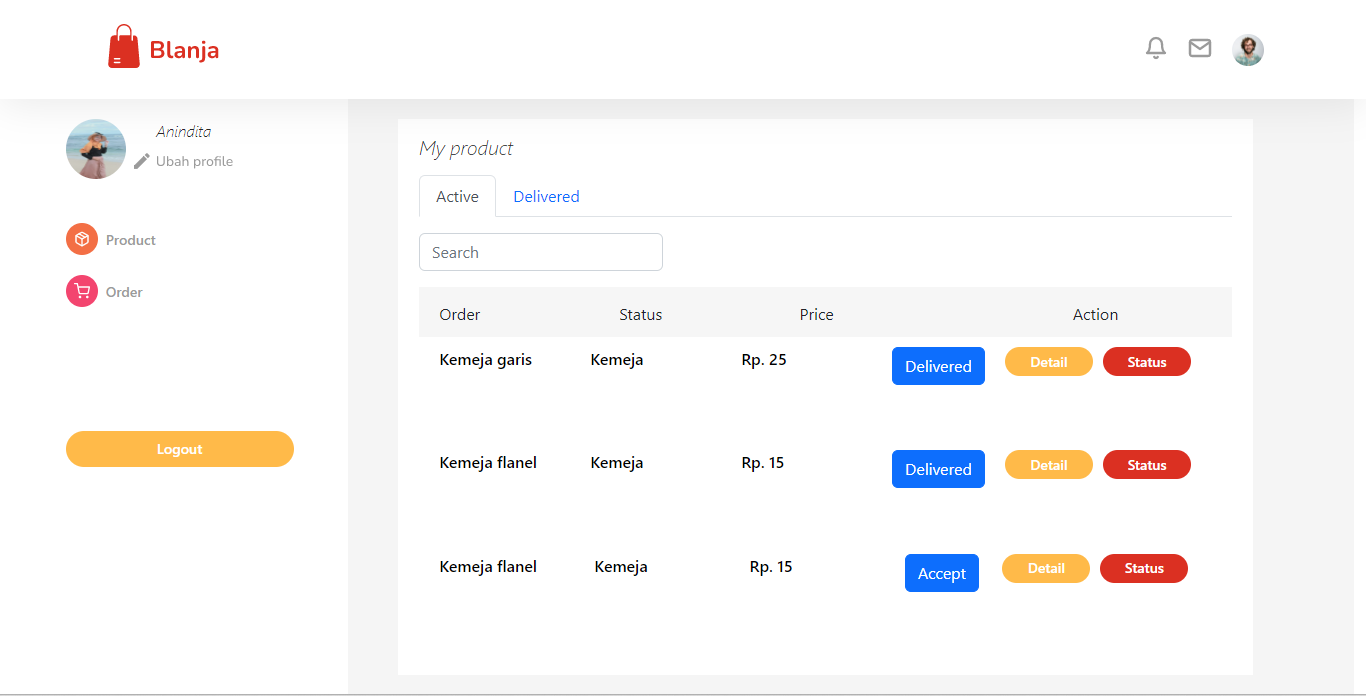 Blanja
Anindita
Ubah profile
Product
Order
Logout
My product
Active Delivered
Search
Order Status Price Action
Kemeja garis Kemeja Rp. 25 Delivered Detail Status
Kemeja flanel Kemeja Rp. 15 Delivered Detail Status
Kemeja flanel Kemeja Rp. 15 Accept Detail Status